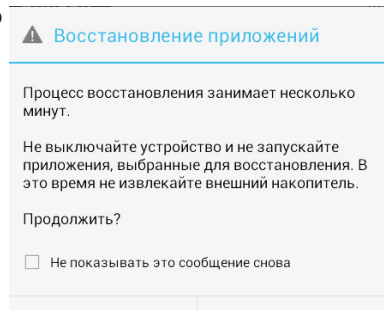 Восстановление приложений
Процесс восстановления занимает несколько
минут.
Не выключайте устройство и не запускайте
приложения, выбранные для восстановления. В
это время не извлекайте внешний накопитель.
Продолжить?
Не показывать это сообщение снова